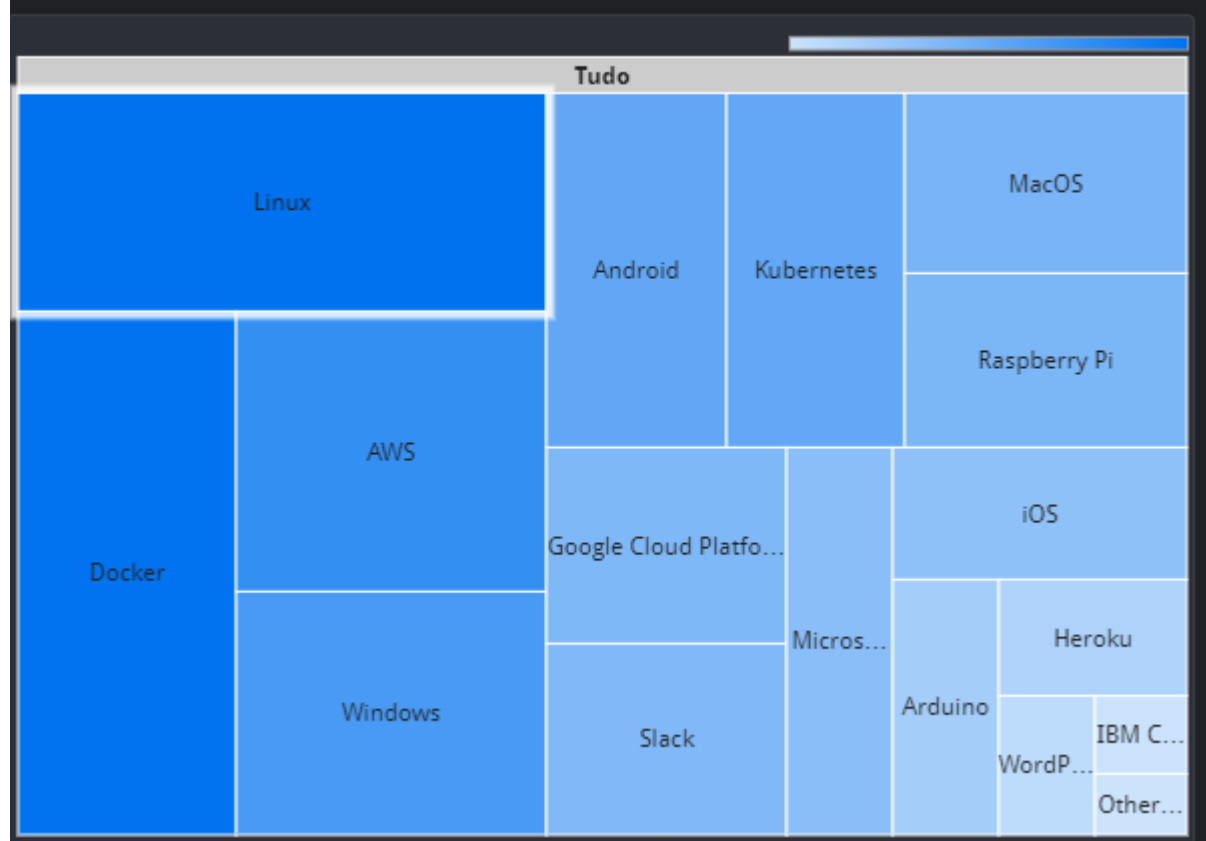 Tudo
Linux
Android
Kubernetes
MacOS
Raspberry Pi
Docker
AWS
Windows
Google Cloud Platfo...
Slack
Micros...
iOS
Arduino
Heroku
WordP...
IBM C...
Other...